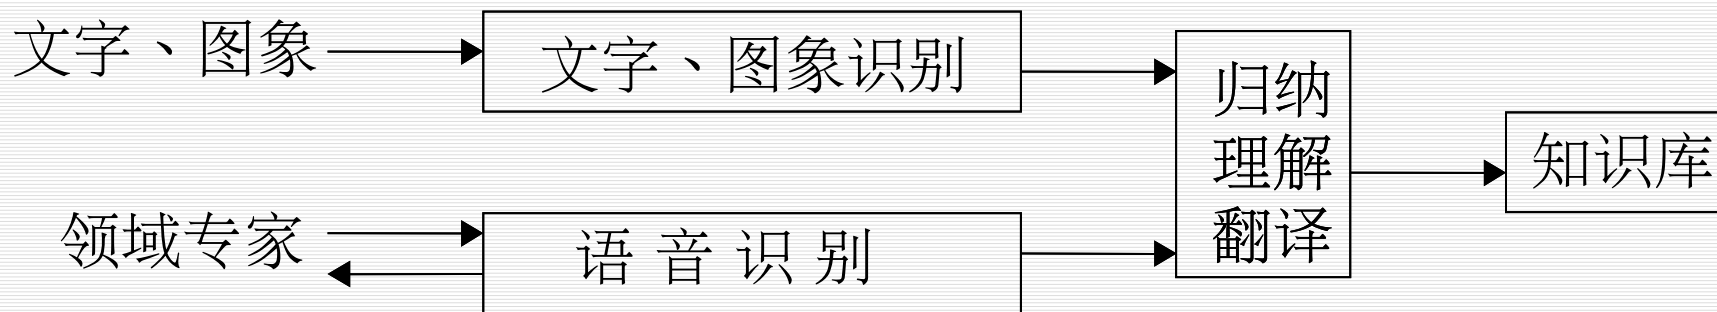 文字、图象
文字、图象识别
领域专家
语音识别
归纳
理解
翻译
知识库